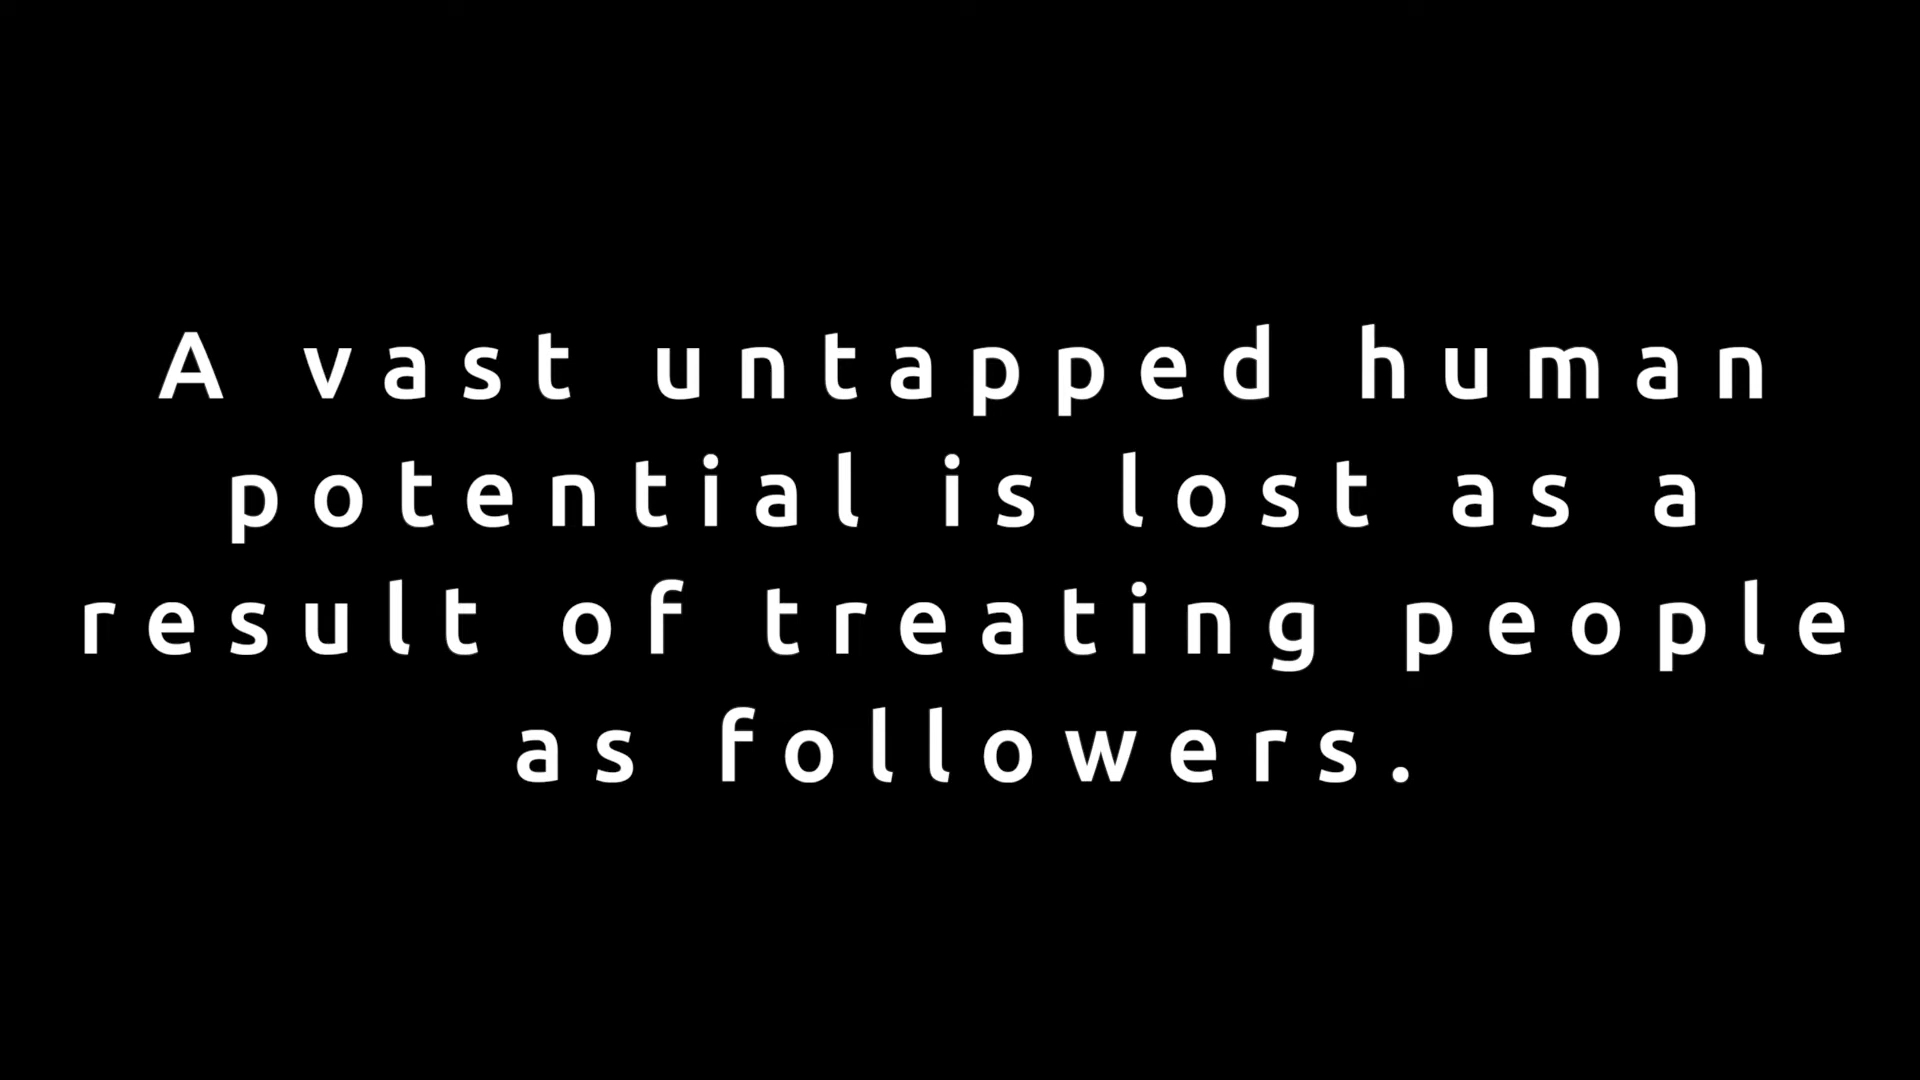 A vast untapped human
potential is lost as a
result of treating people
as followers.